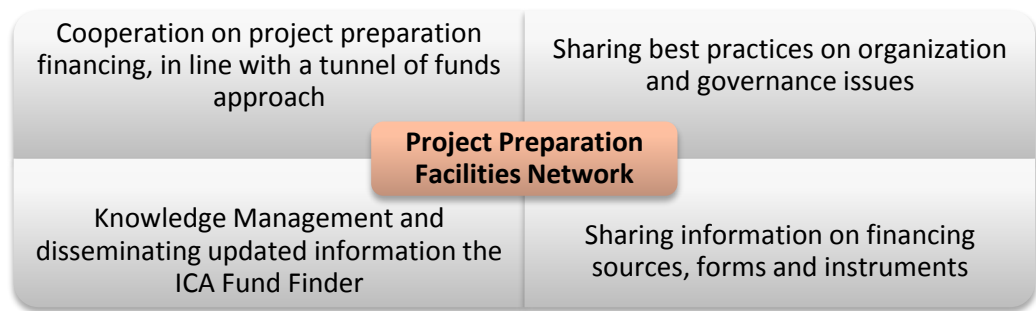 Cooperation on project preparation
financing, in line with a tunnel of funds
approach
Sharing best practices on organization
and governance issues
Project Preparation
Facilities Network
Knowledge Management and
disseminating updated information the
ICA Fund Finder
Sharing information on financing
sources, forms and instruments